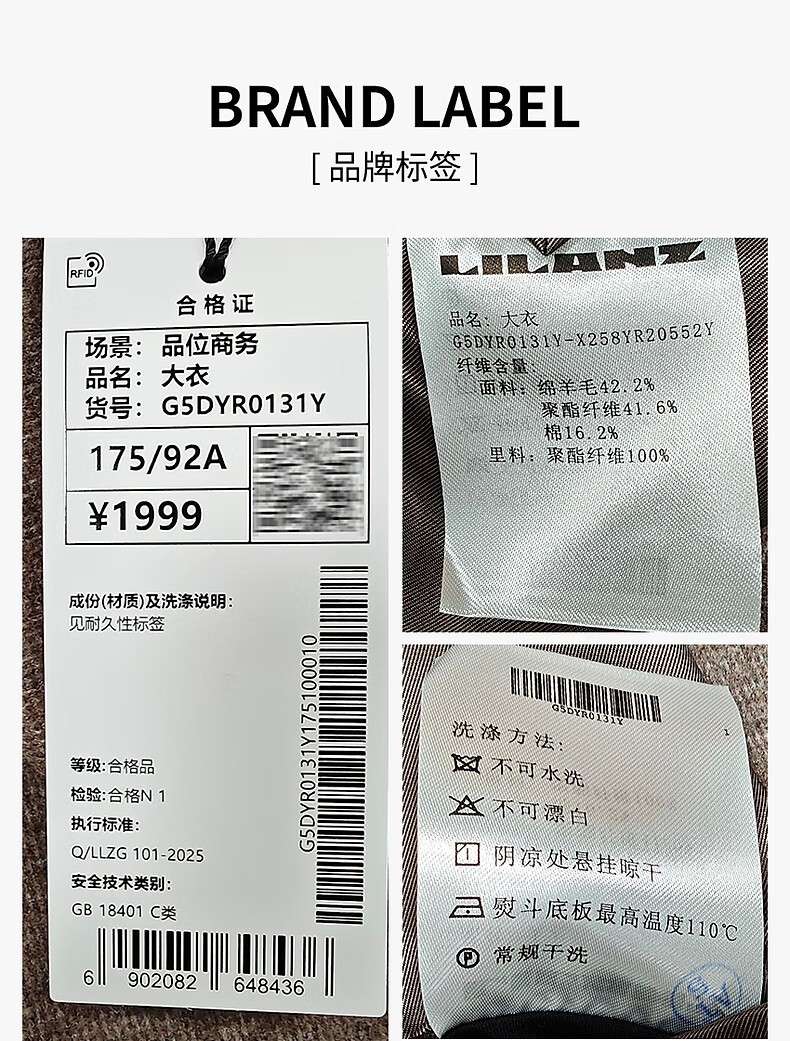 BRAND LABEL
[ 品牌标签 ]
RFID
合格证
场景：品位商务
品名：大衣
货号：G5DYR0131Y
175/92A
¥1999
成份(材质)及洗涤说明：
见耐久性标签
G5DYR0131Y175100010
等级:合格品
检验:合格N 1
执行标准：
Q/LLZG 101-2025
安全技术类别：
GB 18401 C类
6 902082 648436
LILANZ
品名：大衣
G5DYR0131Y-X258YR20552Y
纤维含量：
面料：绵羊毛42.2%
聚酯纤维41.6%
棉16.2%
里料：聚酯纤维100%
G5DYR0131Y
1
洗涤方法：
不可水洗
不可漂白
阴凉处悬挂晾干
熨斗底板最高温度110℃
P 常规干洗